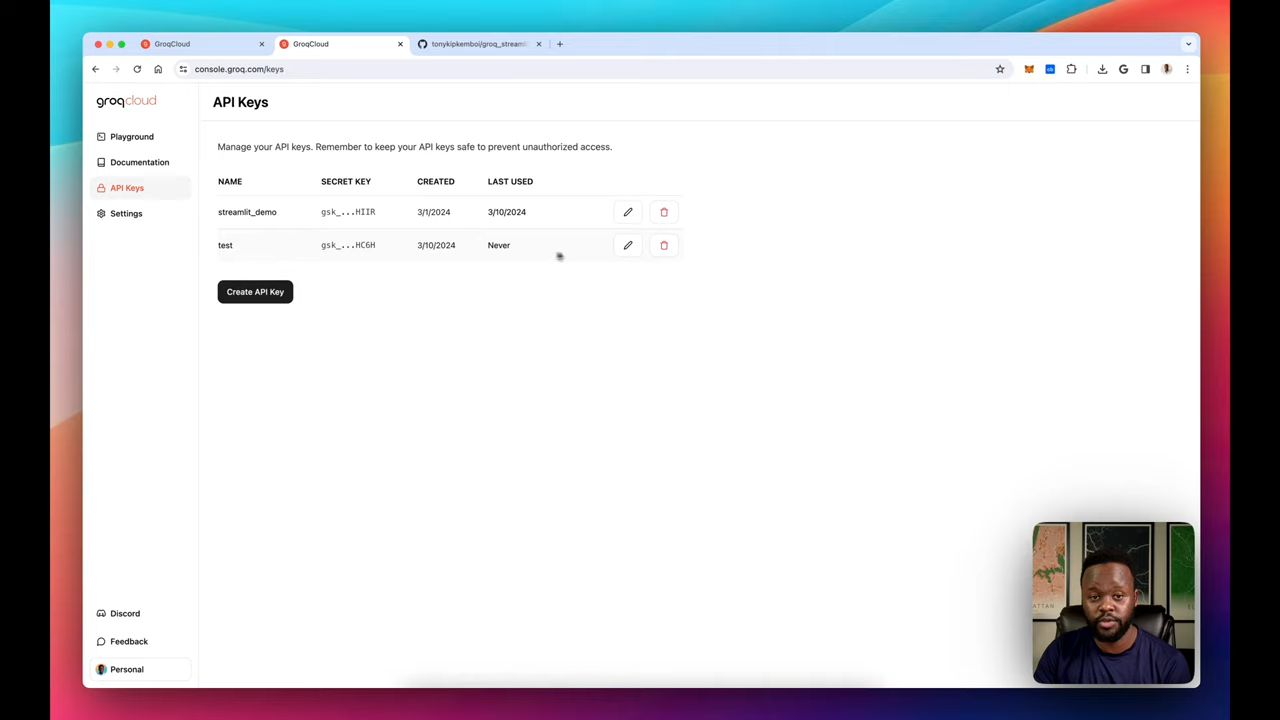 GroqCloud
GroqCloud
tonykipkemboi/groq_streamli
console.groq.com/keys
groqcloud
API Keys
Playground
Documentation
API Keys
Settings
Manage your API keys. Remember to keep your API keys safe to prevent unauthorized access.
NAME SECRET KEY CREATED LAST USED
streamlit_demo gsk_...HIIR 3/1/2024 3/10/2024
test gsk_...HC6H 3/10/2024 Never
Create API Key
Discord
Feedback
Personal